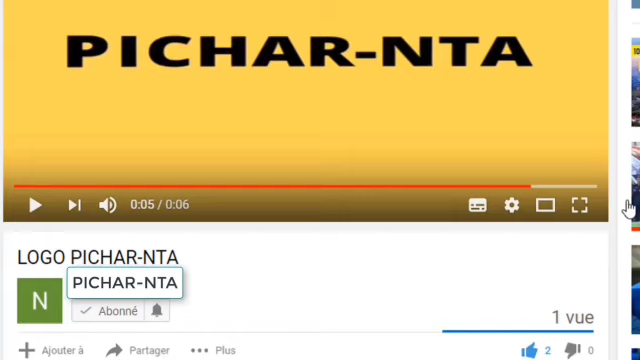 PICHAR-NTA
0:05 / 0:06
LOGO PICHAR-NTA
N
PICHAR-NTA
Abonné
1 vue
Ajouter à
Partager
Plus
2
0